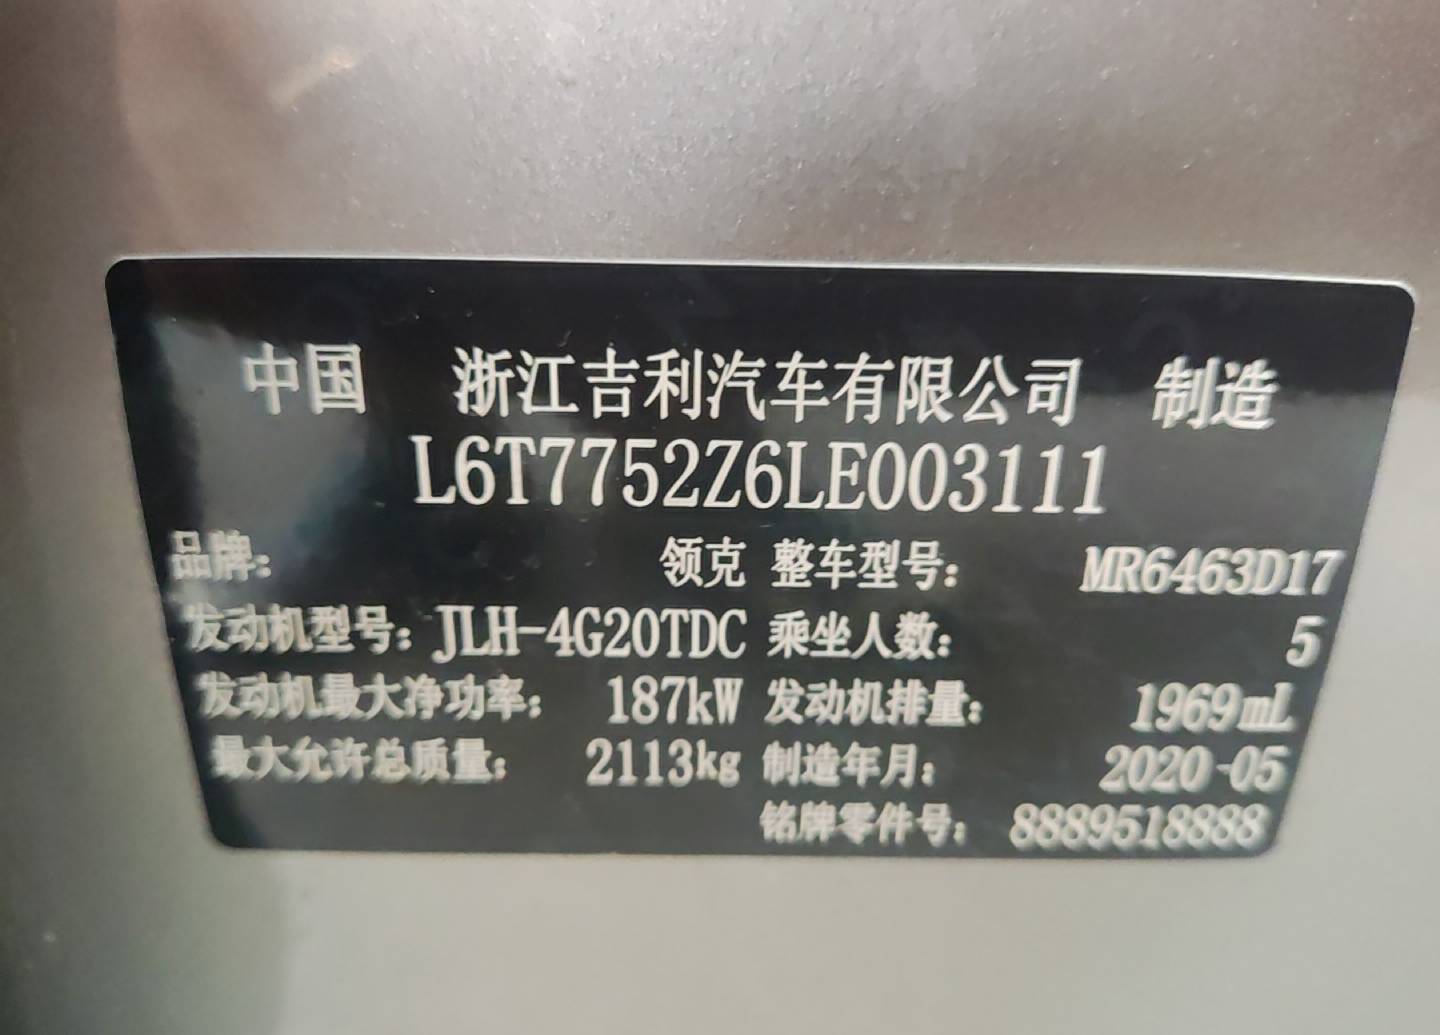 中国 浙江吉利汽车有限公司 制造
L6T7752Z6LE003111
品牌: 领克 整车型号: MR6463D17
发动机型号: JLH-4G20TDC 乘坐人数: 5
发动机最大净功率: 187kW 发动机排量: 1969mL
最大允许总质量: 2113kg 制造年月: 2020-05
铭牌零件号: 8889518888